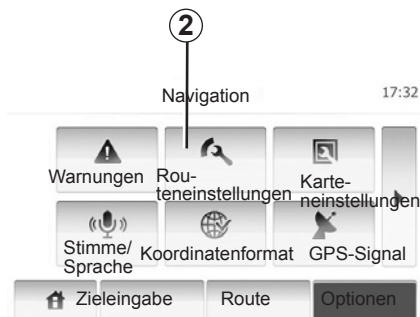 2
Navigation
17:32
Warnungen
Rou-
teneinstellungen
Karte-
neinstellungen
Stimme/
Sprache
Koordinatenformat
GPS-Signal
Zieleingabe
Route
Optionen